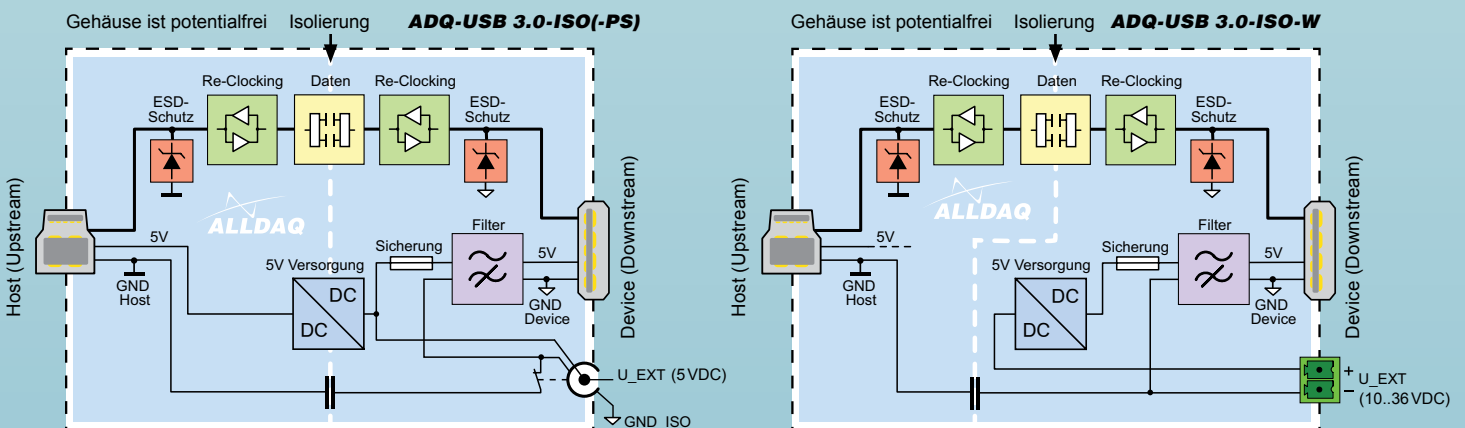 Gehäuse ist potentialfrei Isolierung ADQ-USB 3.0-ISO(-PS)
Re-Clocking Daten Re-Clocking
ESD-
Schutz
ESD-
Schutz
ALLDAQ
Host (Upstream)
5V
GND
Host
5V Versorgung
DC
DC
Sicherung
Filter
5V
GND
Device
Device (Downstream)
U_EXT (5VDC)
GND_ISO
Gehäuse ist potentialfrei Isolierung ADQ-USB 3.0-ISO-W
Re-Clocking Daten Re-Clocking
ESD-
Schutz
ESD-
Schutz
ALLDAQ
Host (Upstream)
5V
GND
Host
5V Versorgung
DC
DC
Sicherung
Filter
5V
GND
Device
Device (Downstream)
+
U_EXT
–
(10..36VDC)